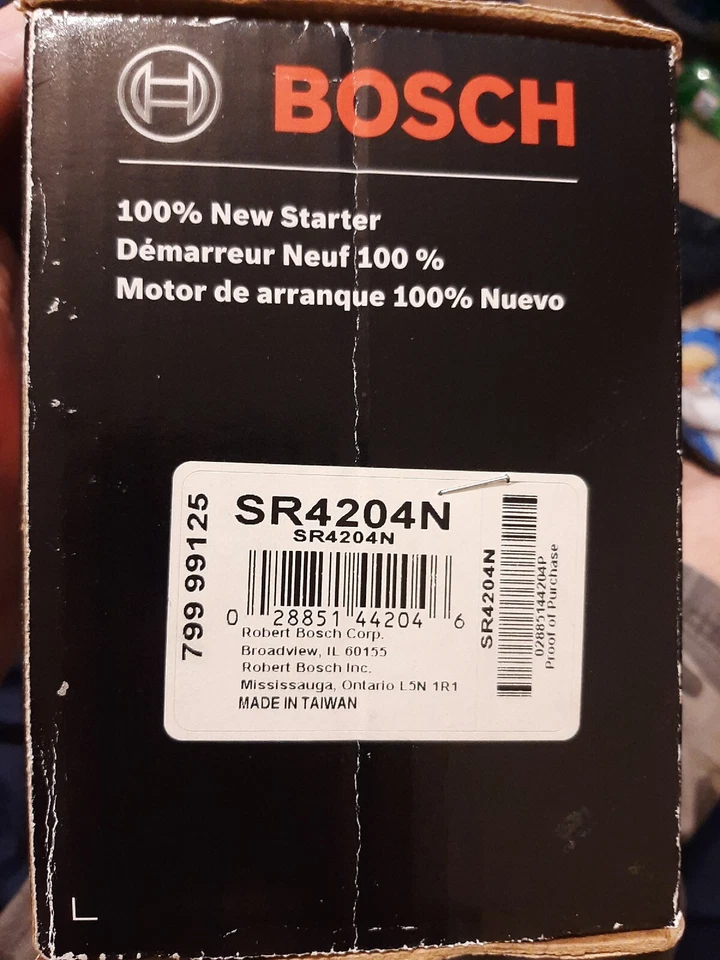 BOSCH
100% New Starter
Démarreur Neuf 100 %
Motor de arranque 100% Nuevo
799 99125
SR4204N
SR4204N
0 28851 44204 6
Robert Bosch Corp.
Broadview, IL 60155
Robert Bosch Inc.
Mississauga, Ontario L5N 1R1
MADE IN TAIWAN
SR4204N
02885144204P
Proof of Purchase